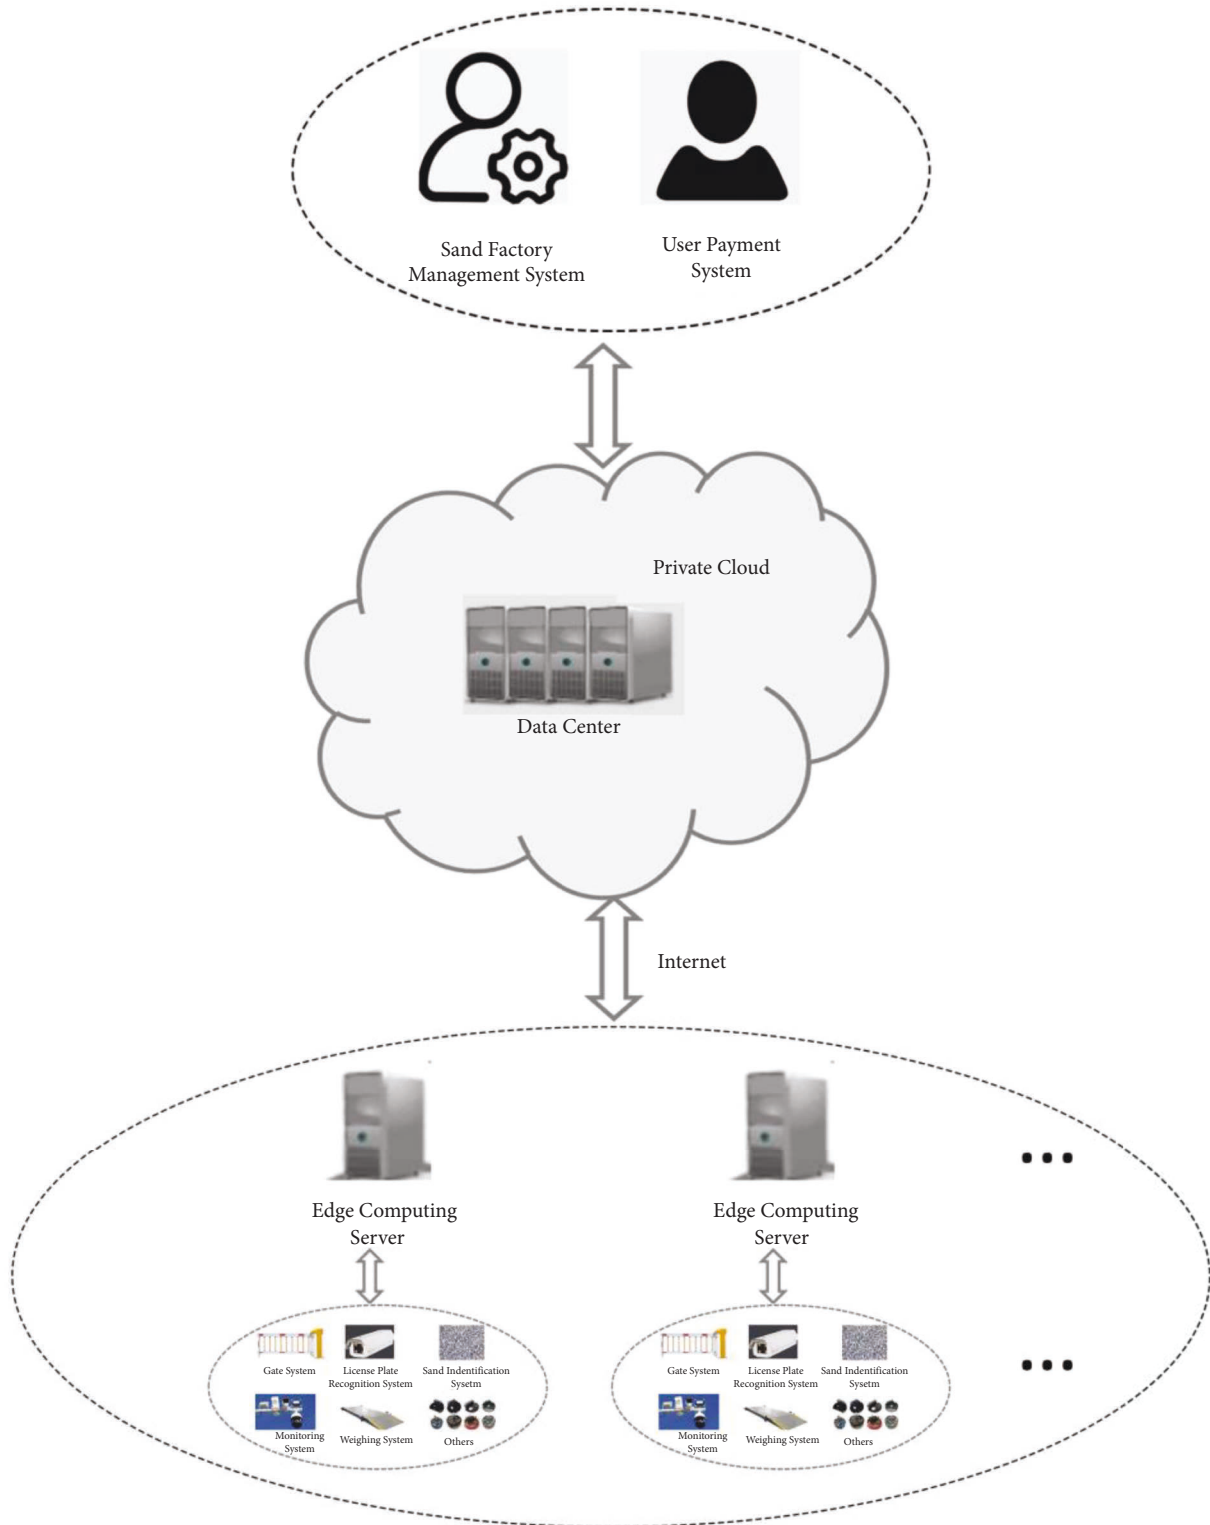 Sand Factory
Management System
User Payment
System
Private Cloud
Data Center
Internet
Edge Computing
Server
Edge Computing
Server
Gate System
License Plate
Recognition System
Sand Indentification
Sysetm
Monitoring
System
Weighing System
Others
Gate System
License Plate
Recognition System
Sand Indentification
Sysetm
Monitoring
System
Weighing System
Others